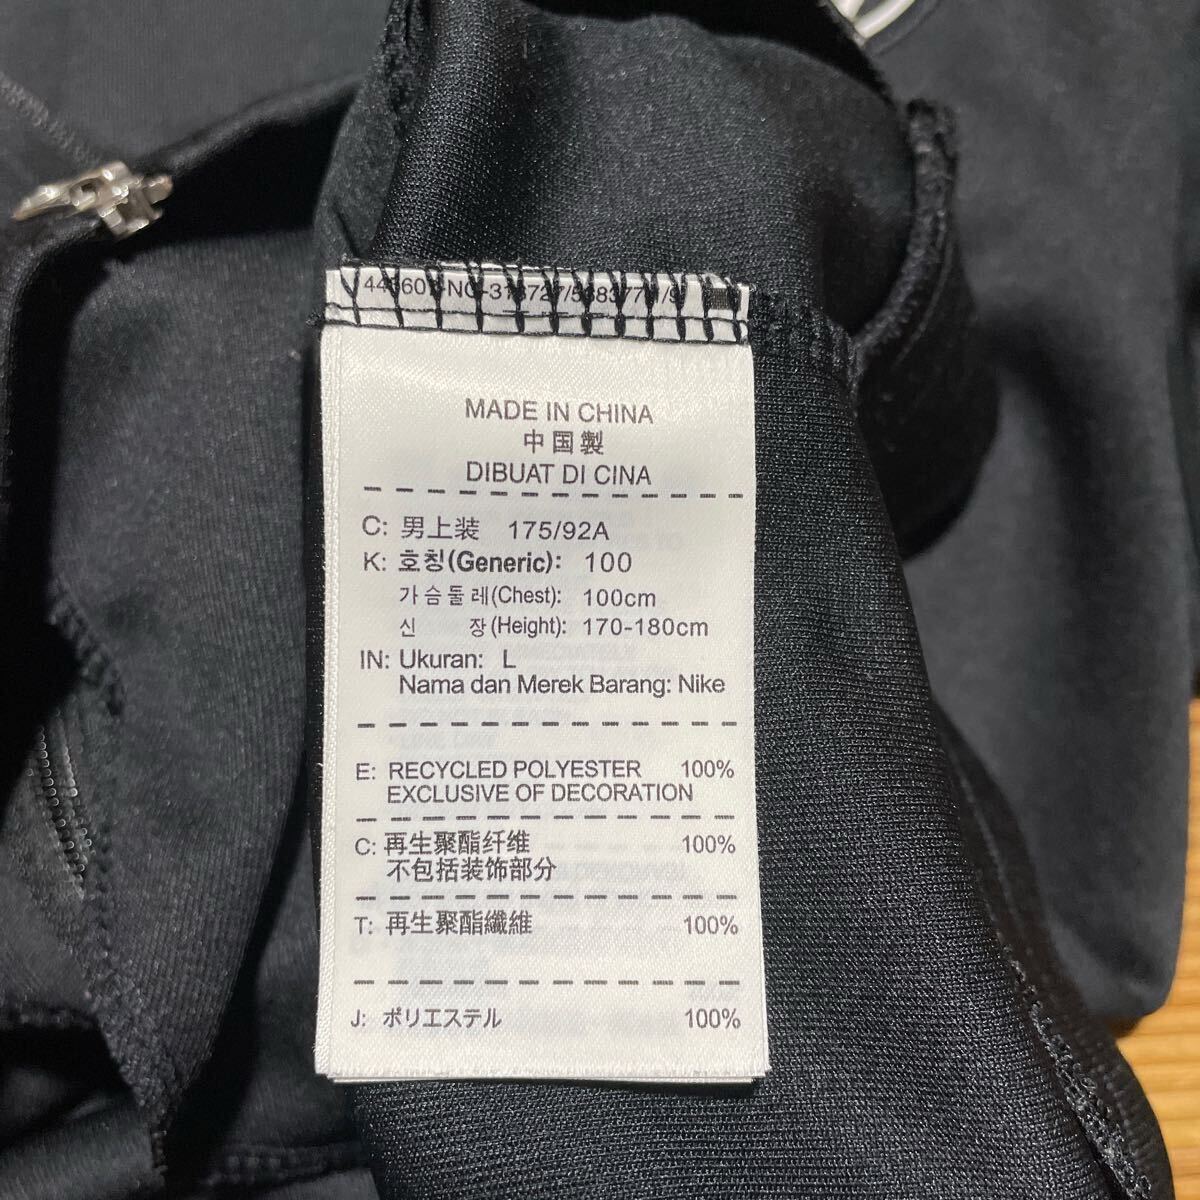 MADE IN CHINA
中国製
DIBUAT DI CINA
C: 男上装 175/92A
K: 호칭(Generic): 100
가슴둘레(Chest): 100cm
신 장(Height): 170-180cm
IN: Ukuran: L
Nama dan Merek Barang: Nike
E: RECYCLED POLYESTER 100%
EXCLUSIVE OF DECORATION
C: 再生聚酯纤维 100%
不包括装饰部分
T: 再生聚酯纖維 100%
J: ポリエステル 100%